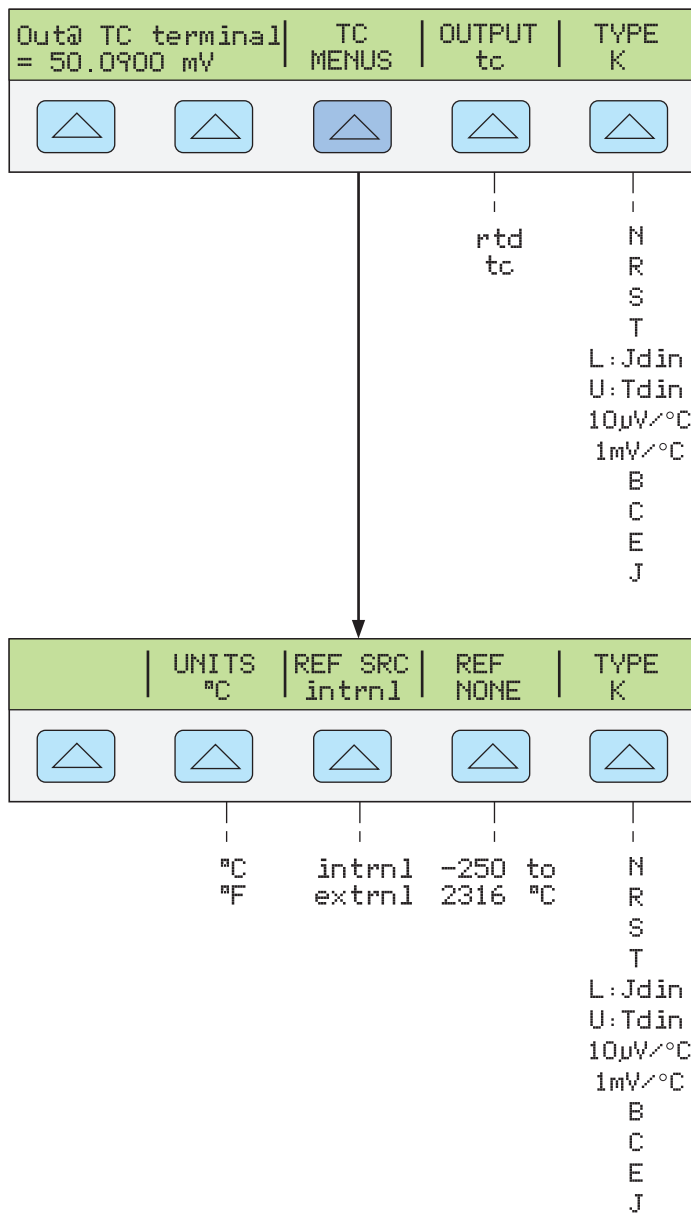 Out@ TC terminal
= 50.0900 mV
TC
MENUS
OUTPUT
tc
TYPE
K
rtd
tc
N
R
S
T
L:Jdin
U:Tdin
10µV/°C
1mV/°C
B
C
E
J
UNITS
°C
REF SRC
intrnl
REF
NONE
TYPE
K
°C
°F
intrnl
extrnl
-250 to
2316 °C
N
R
S
T
L:Jdin
U:Tdin
10µV/°C
1mV/°C
B
C
E
J